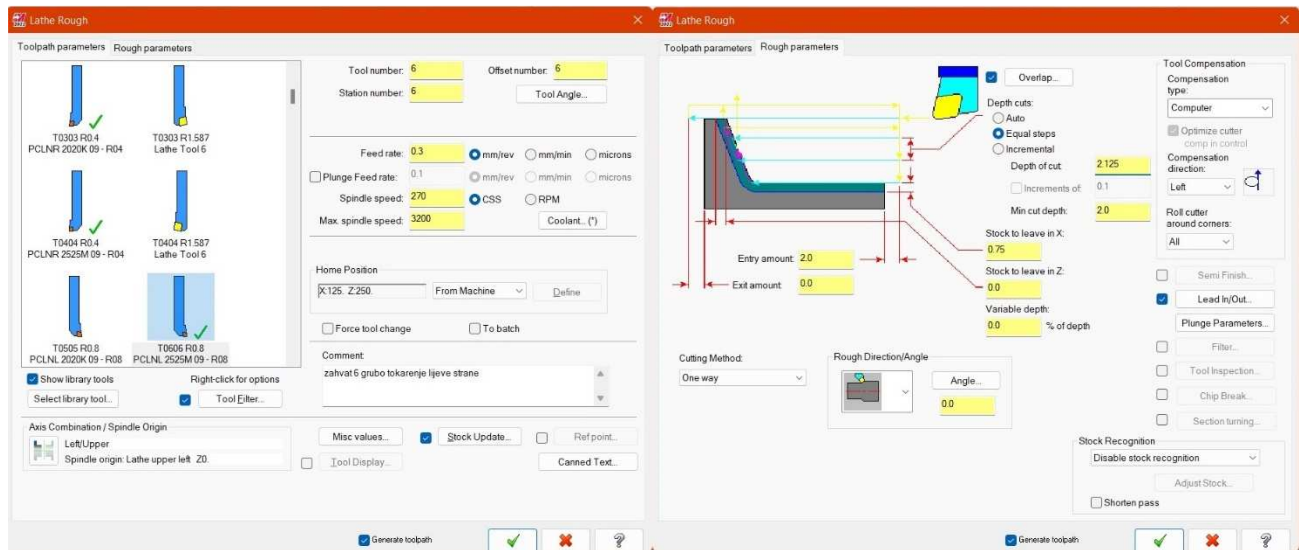 Lathe Rough
Toolpath parameters Rough parameters
T0303 R0.4
PCLNR 2020K 09 - R04
T0303 R1.587
Lathe Tool 6
T0404 R0.4
PCLNR 2525M 09 - R04
T0404 R1.587
Lathe Tool 6
T0505 R0.8
PCLNL 2020K 09 - R08
T0606 R0.8
PCLNL 2525M 09 - R08
Show library tools
Right-click for options
Select library tool...
Tool Filter...
Axis Combination / Spindle Origin
Left/Upper
Spindle origin: Lathe upper left Z0.
Tool number: 6
Offset number: 6
Station number: 6
Tool Angle...
Feed rate: 0.3 mm/rev mm/min microns
Plunge Feed rate: 0.1 mm/rev mm/min microns
Spindle speed: 270 CSS RPM
Max. spindle speed: 3200
Coolant... (*)
Home Position
X:125. Z:250.
From Machine
Define
Force tool change
To batch
Comment:
zahvat 6 grubo tokarenje lijeve strane
Misc values...
Stock Update...
Ref point...
Tool Display...
Canned Text...
Generate toolpath
Lathe Rough
Toolpath parameters Rough parameters
Overlap...
Depth cuts:
Auto
Equal steps
Incremental
Depth of cut: 2.125
Increments of: 0.1
Min cut depth: 2.0
Stock to leave in X:
0.75
Stock to leave in Z:
0.0
Variable depth:
0.0 % of depth
Entry amount: 2.0
Exit amount: 0.0
Cutting Method:
One way
Rough Direction/Angle
Angle...
0.0
Tool Compensation
Compensation
type:
Computer
Optimize cutter
comp in control
Compensation
direction:
Left
Roll cutter
around corners:
All
Semi Finish...
Lead In/Out...
Plunge Parameters...
Filter...
Tool Inspection...
Chip Break...
Section turning...
Stock Recognition
Disable stock recognition
Adjust Stock...
Shorten pass
Generate toolpath